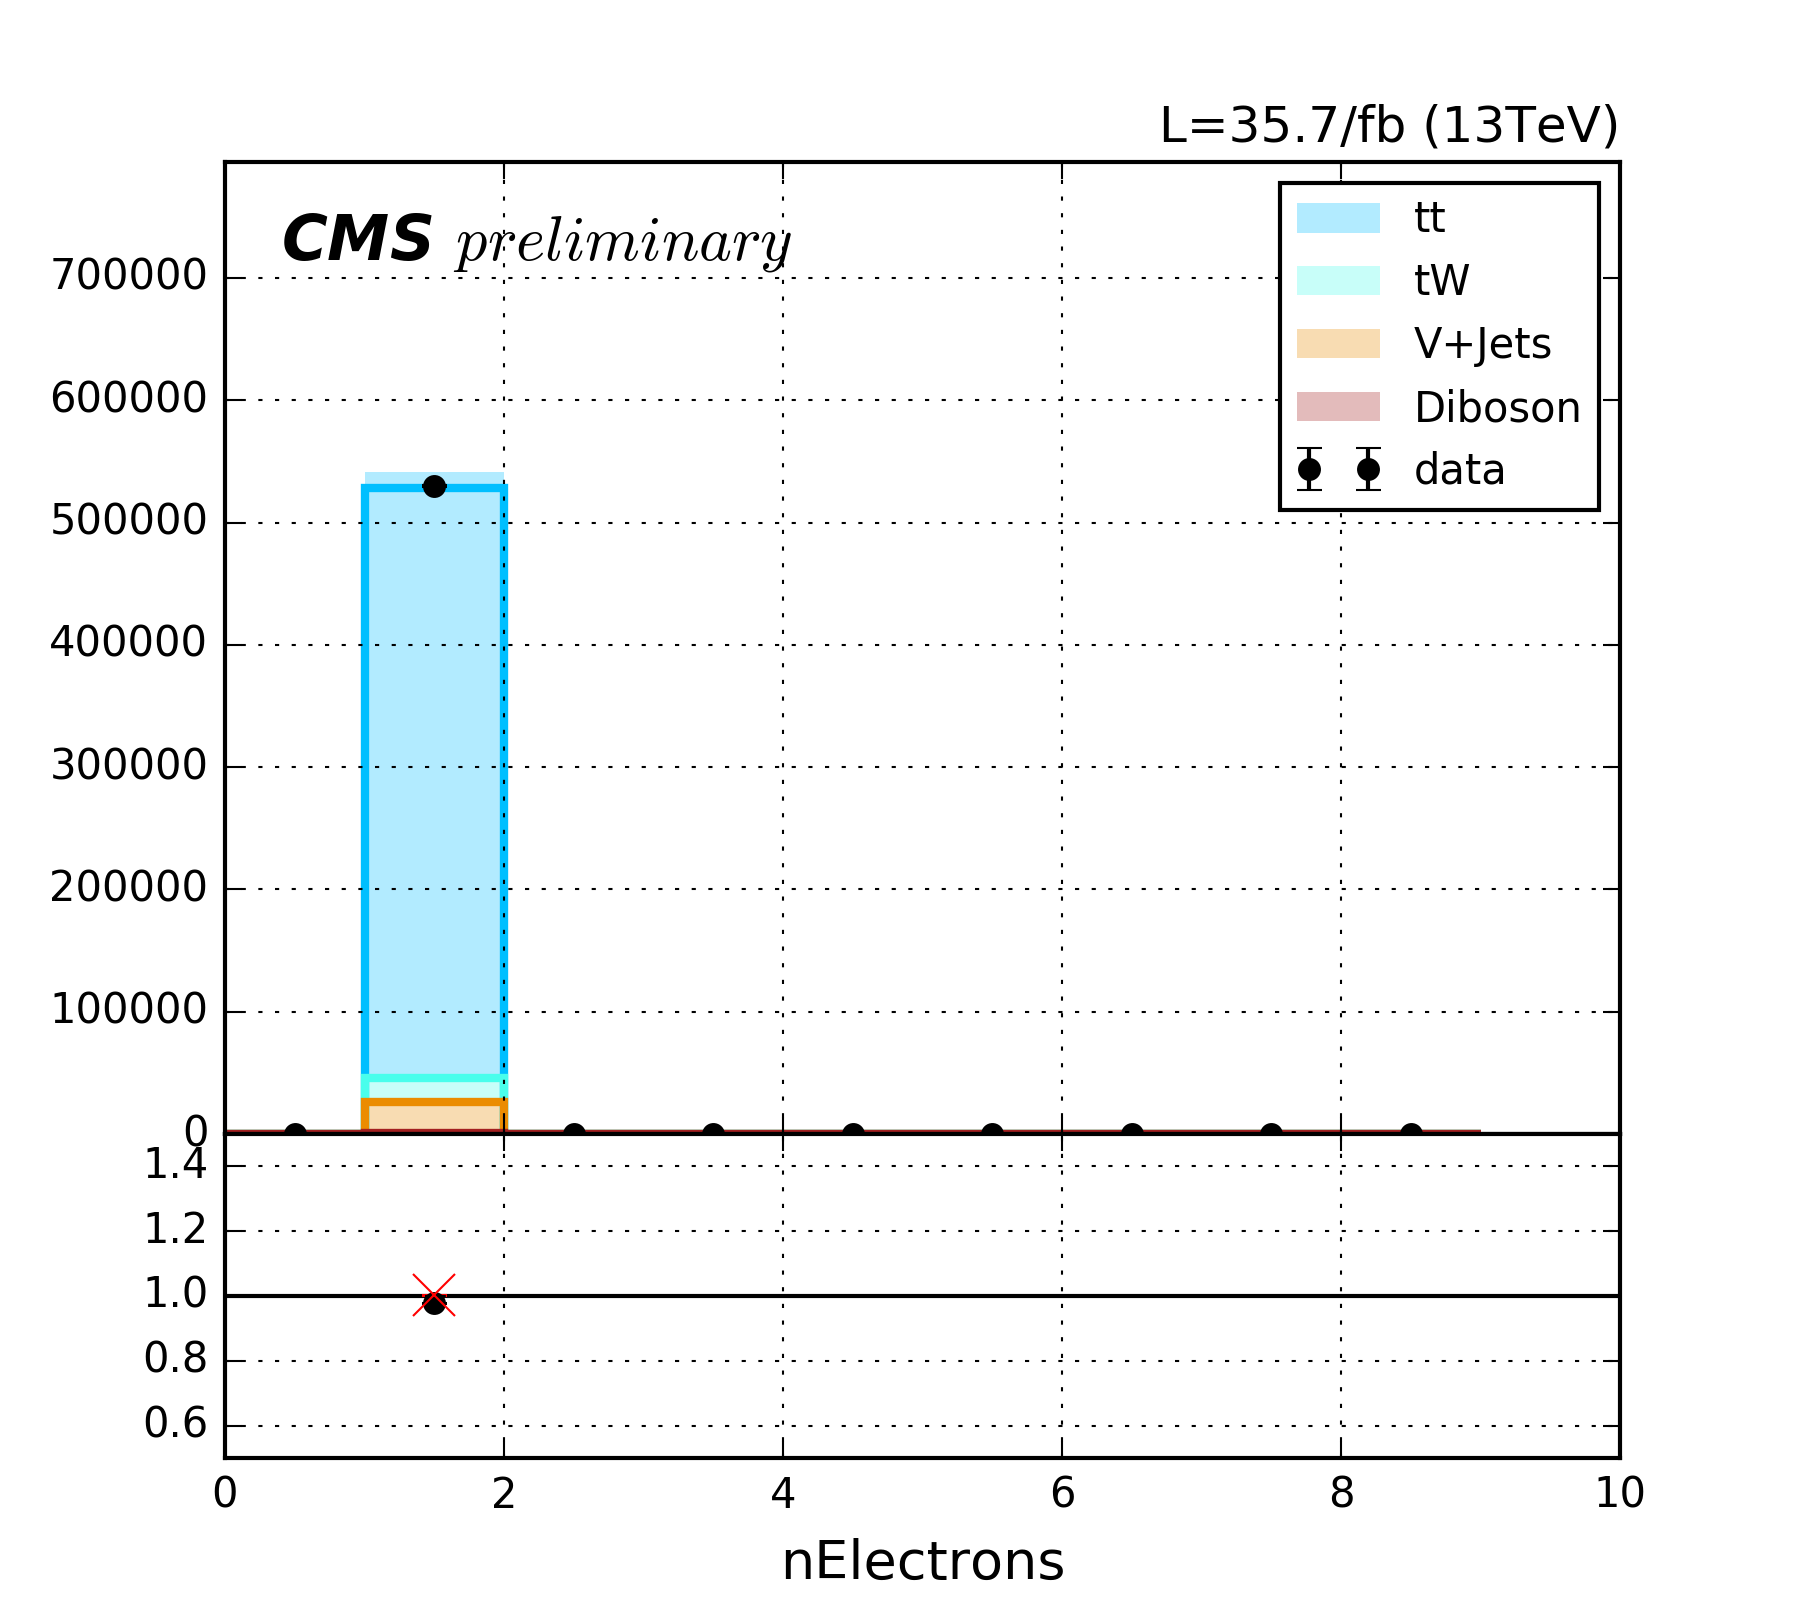 L=35.7/fb (13TeV)
CMS preliminary
tt
tW
V+Jets
Diboson
data
700000
600000
500000
400000
300000
200000
100000
0
1.4
1.2
1.0
0.8
0.6
0 2 4 6 8 10
nElectrons